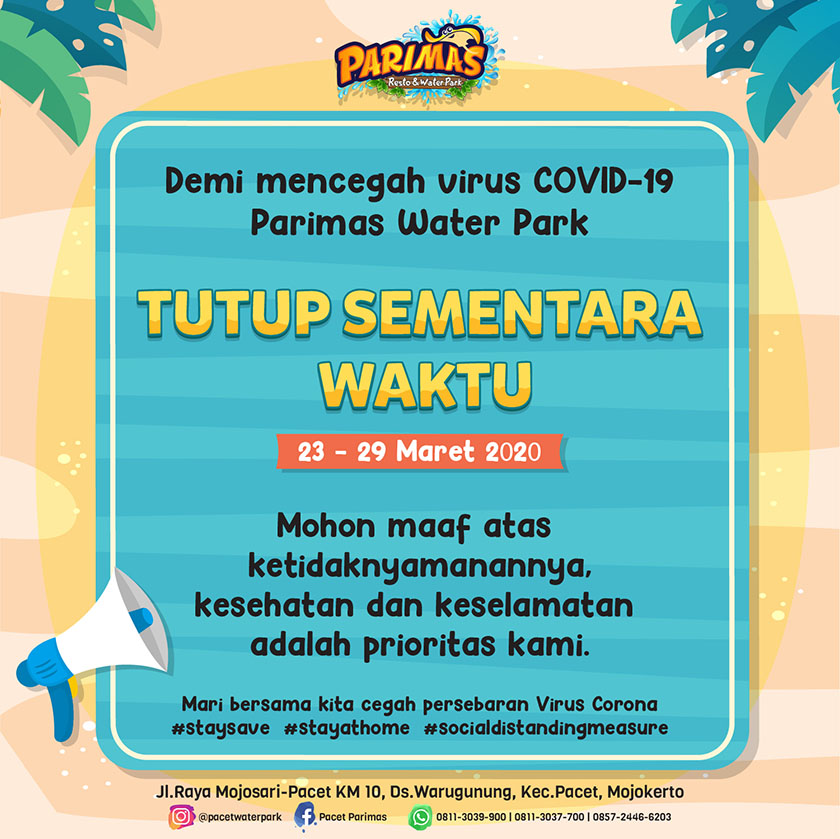 PARIMAS
Resto & Water Park
Demi mencegah virus COVID-19
Parimas Water Park
TUTUP SEMENTARA
WAKTU
23 - 29 Maret 2020
Mohon maaf atas
ketidaknyamanannya,
kesehatan dan keselamatan
adalah prioritas kami.
Mari bersama kita cegah persebaran Virus Corona
#staysave #stayathome #socialdistandingmeasure
Jl.Raya Mojosari-Pacet KM 10, Ds.Warugunung, Kec.Pacet, Mojokerto
@pacetwaterpark Pacet Parimas 0811-3039-900 | 0811-3037-700 | 0857-2446-6203